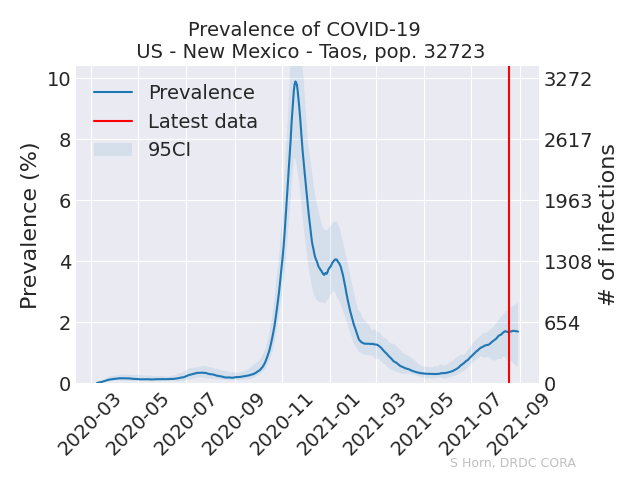 Prevalence of COVID-19
US - New Mexico - Taos, pop. 32723
Prevalence
Latest data
95CI
Prevalence (%)
10
8
6
4
2
0
3272
2617
1963
1308
654
0
# of infections
2020-03
2020-05
2020-07
2020-09
2020-11
2021-01
2021-03
2021-05
2021-07
2021-09
S Horn, DRDC CORA